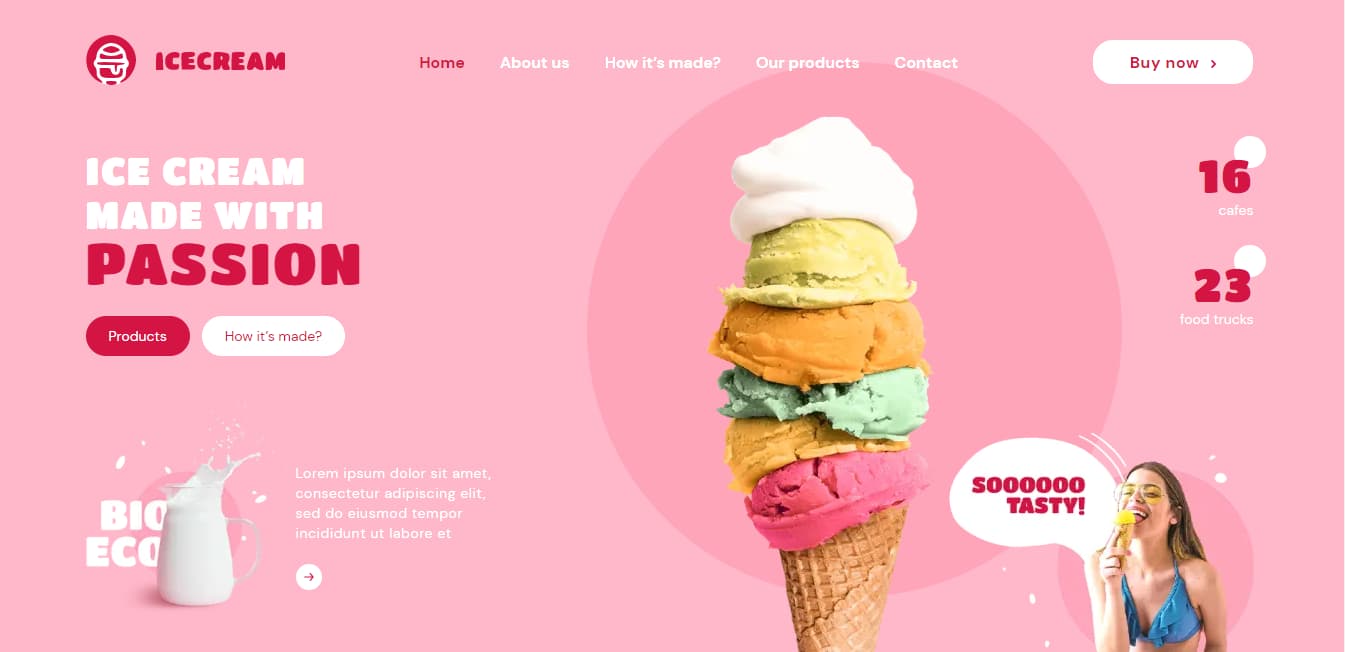 ICECREAM
Home
About us
How it's made?
Our products
Contact
Buy now
ICE CREAM
MADE WITH
PASSION
Products
How it's made?
16
cafes
23
food trucks
BIO
ECO
Lorem ipsum dolor sit amet,
consectetur adipiscing elit,
sed do eiusmod tempor
incididunt ut labore et
SOOOOOO
TASTY!